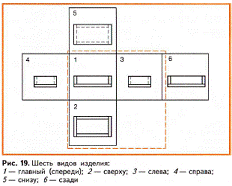 5
4
1
3
6
2
Рис. 19. Шесть видов изделия:
1 — главный (спереди); 2 — сверху; 3 — слева; 4 — справа;
5 — снизу; 6 — сзади